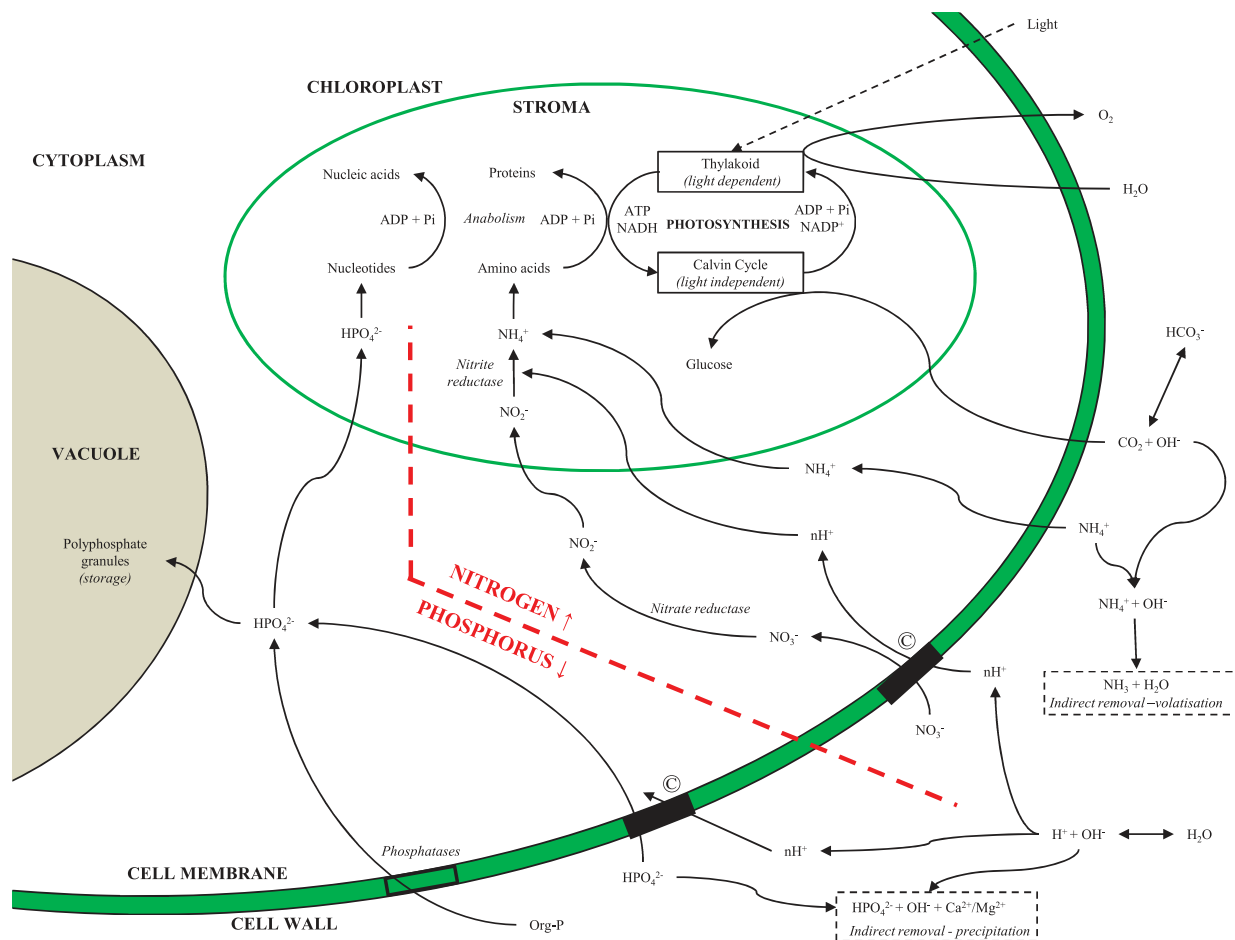 Light
CHLOROPLAST
STROMA
O₂
CYTOPLASM
Nucleic acids
Proteins
Thylakoid
(light dependent)
H₂O
ADP + Pi
Anabolism
ADP + Pi
ATP
NADH
PHOTOSYNTHESIS
ADP + Pi
NADP⁺
Nucleotides
Amino acids
Calvin Cycle
(light independent)
HPO₄²⁻
NH₄⁺
HCO₃⁻
Nitrite
reductase
Glucose
NO₂⁻
VACUOLE
CO₂ + OH⁻
NH₄⁺
NH₄⁺
nH⁺
NO₂⁻
Polyphosphate
granules
(storage)
NITROGEN ↑
PHOSPHORUS ↓
Nitrate reductase
NH₄⁺ + OH⁻
HPO₄²⁻
NO₃⁻
©
nH⁺
NH₃ + H₂O
Indirect removal – volatisation
NO₃⁻
©
H⁺ + OH⁻
H₂O
Phosphatases
nH⁺
CELL MEMBRANE
HPO₄²⁻
HPO₄²⁻ + OH⁻ + Ca²⁺/Mg²⁺
Indirect removal - precipitation
CELL WALL
Org-P